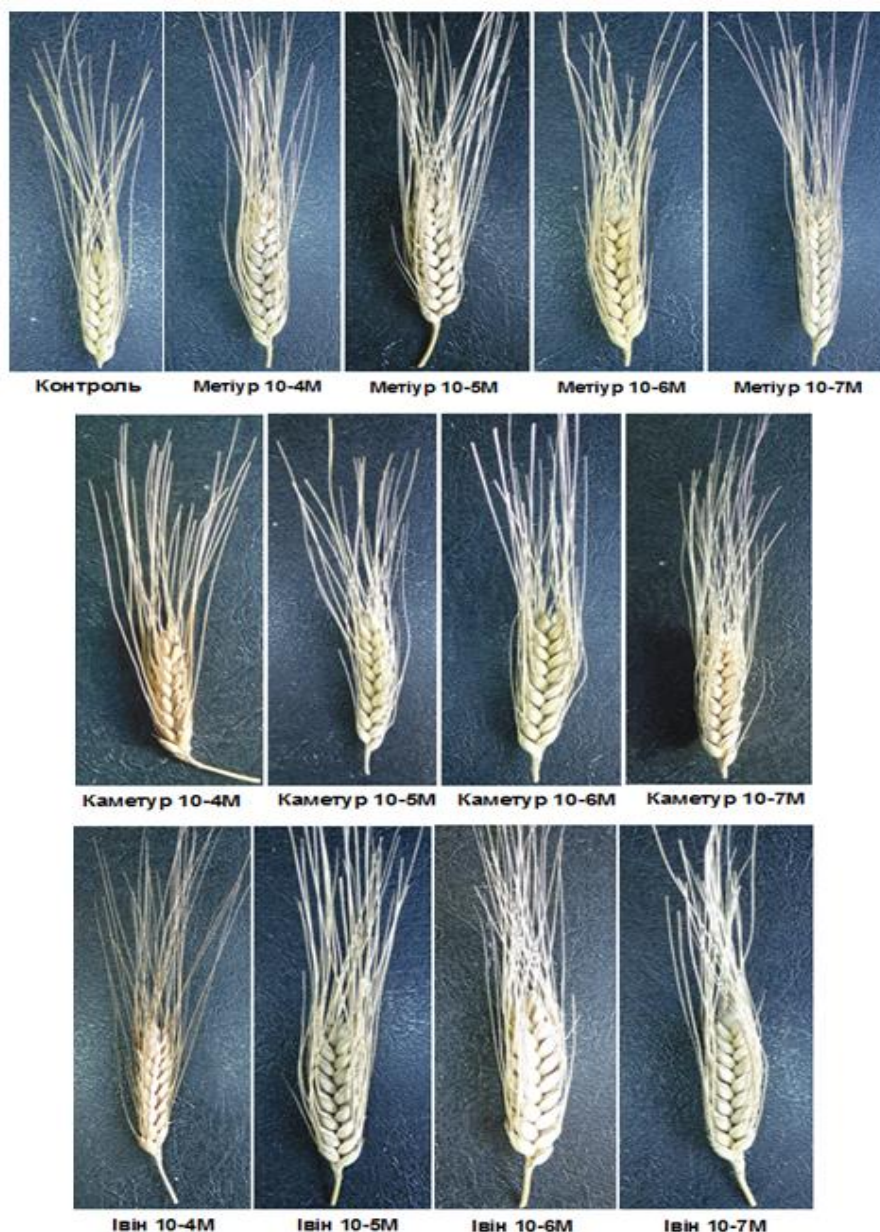 Контроль
Метіур 10-4М
Метіур 10-5М
Метіур 10-6М
Метіур 10-7М
Каметур 10-4М
Каметур 10-5М
Каметур 10-6М
Каметур 10-7М
Івін 10-4М
Івін 10-5М
Івін 10-6М
Івін 10-7М